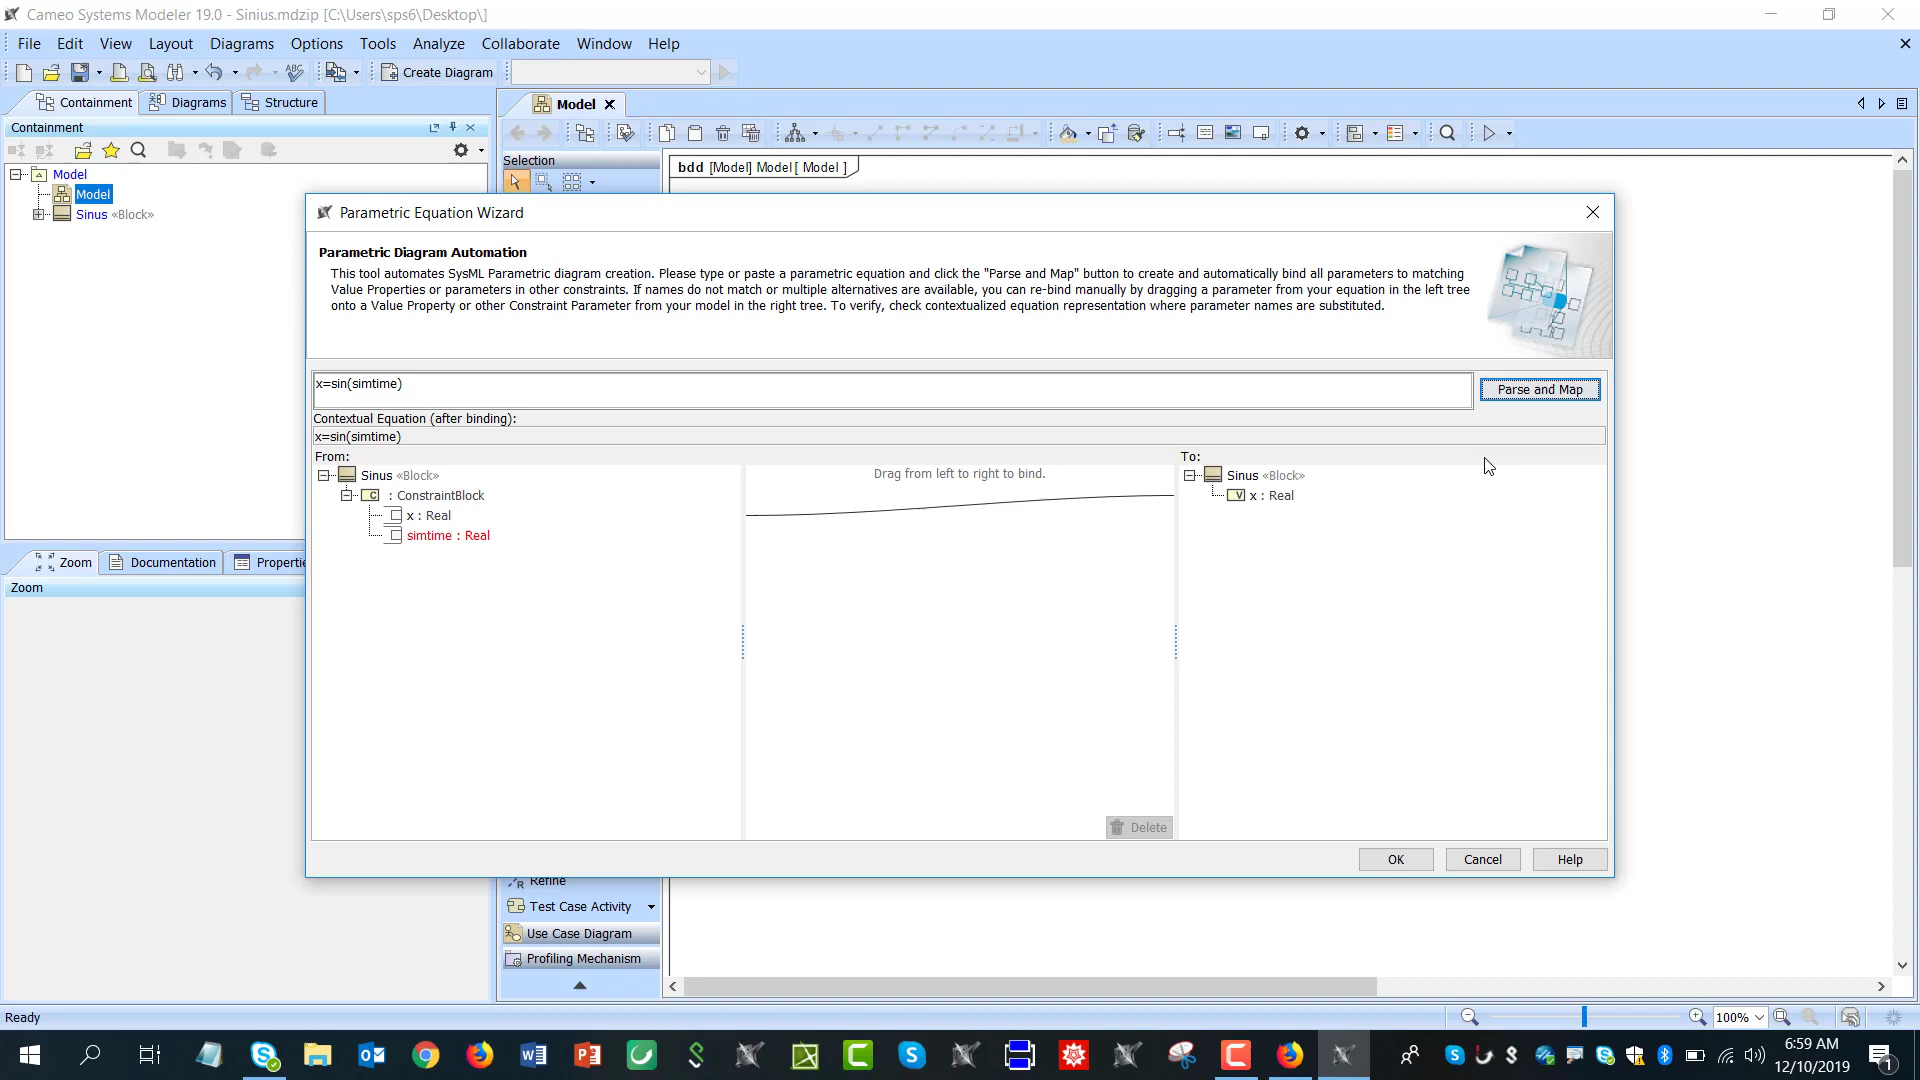 Cameo Systems Modeler 19.0 - Sinius.mdzip [C:\Users\sps6\Desktop\]
File Edit View Layout Diagrams Options Tools Analyze Collaborate Window Help
Create Diagram
Containment Diagrams Structure
Model
Containment
Selection
bdd [Model] Model [ Model ]
Model
Model
Sinus «Block»
Parametric Equation Wizard
Parametric Diagram Automation
This tool automates SysML Parametric diagram creation. Please type or paste a parametric equation and click the "Parse and Map" button to create and automatically bind all parameters to matching
Value Properties or parameters in other constraints. If names do not match or multiple alternatives are available, you can re-bind manually by dragging a parameter from your equation in the left tree
onto a Value Property or other Constraint Parameter from your model in the right tree. To verify, check contextualized equation representation where parameter names are substituted.
x=sin(simtime)
Parse and Map
Contextual Equation (after binding):
x=sin(simtime)
From:
To:
Sinus «Block»
Drag from left to right to bind.
Sinus «Block»
C : ConstraintBlock
V x : Real
x : Real
simtime : Real
Zoom Documentation Properti
Zoom
Delete
OK Cancel Help
Refine
Test Case Activity
Use Case Diagram
Profiling Mechanism
Ready
100%
6:59 AM
12/10/2019
1